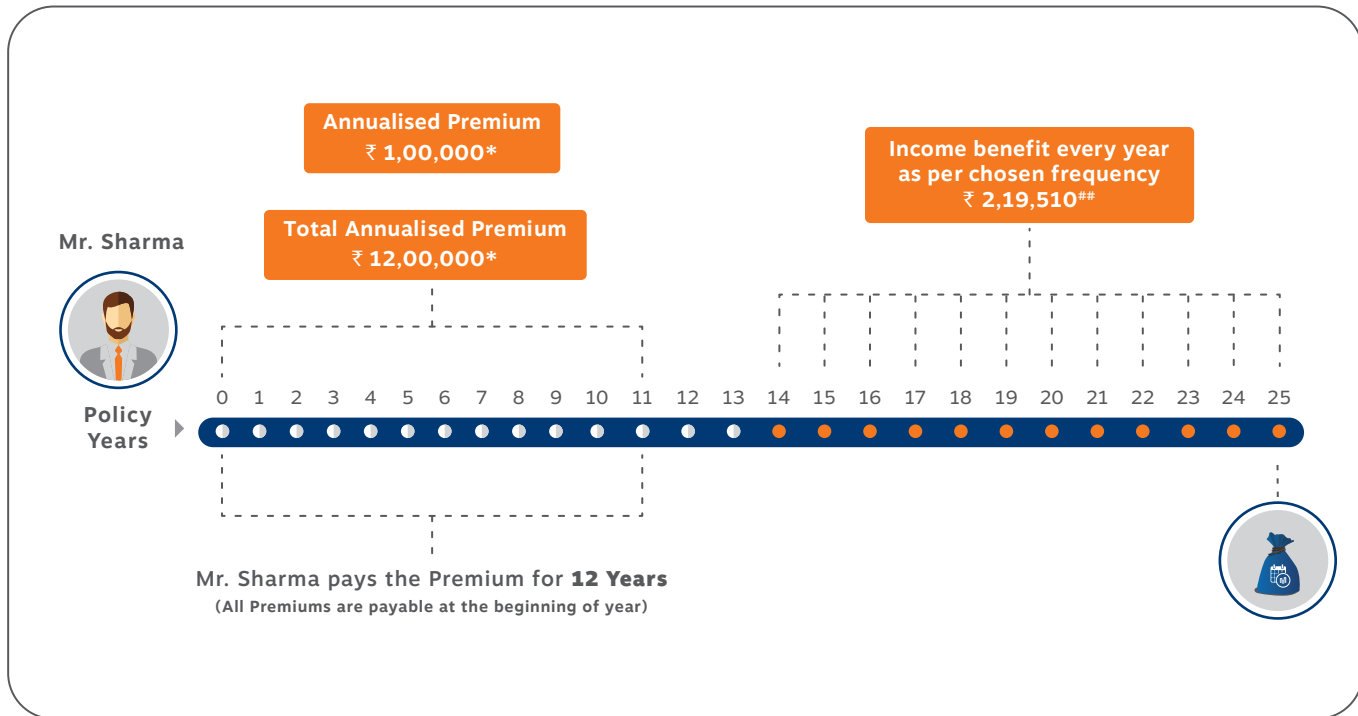 Annualised Premium
₹ 1,00,000*
Income benefit every year
as per chosen frequency
₹ 2,19,510##
Total Annualised Premium
₹ 12,00,000*
Mr. Sharma
0 1 2 3 4 5 6 7 8 9 10 11 12 13 14 15 16 17 18 19 20 21 22 23 24 25
Policy
Years
Mr. Sharma pays the Premium for 12 Years
(All Premiums are payable at the beginning of year)